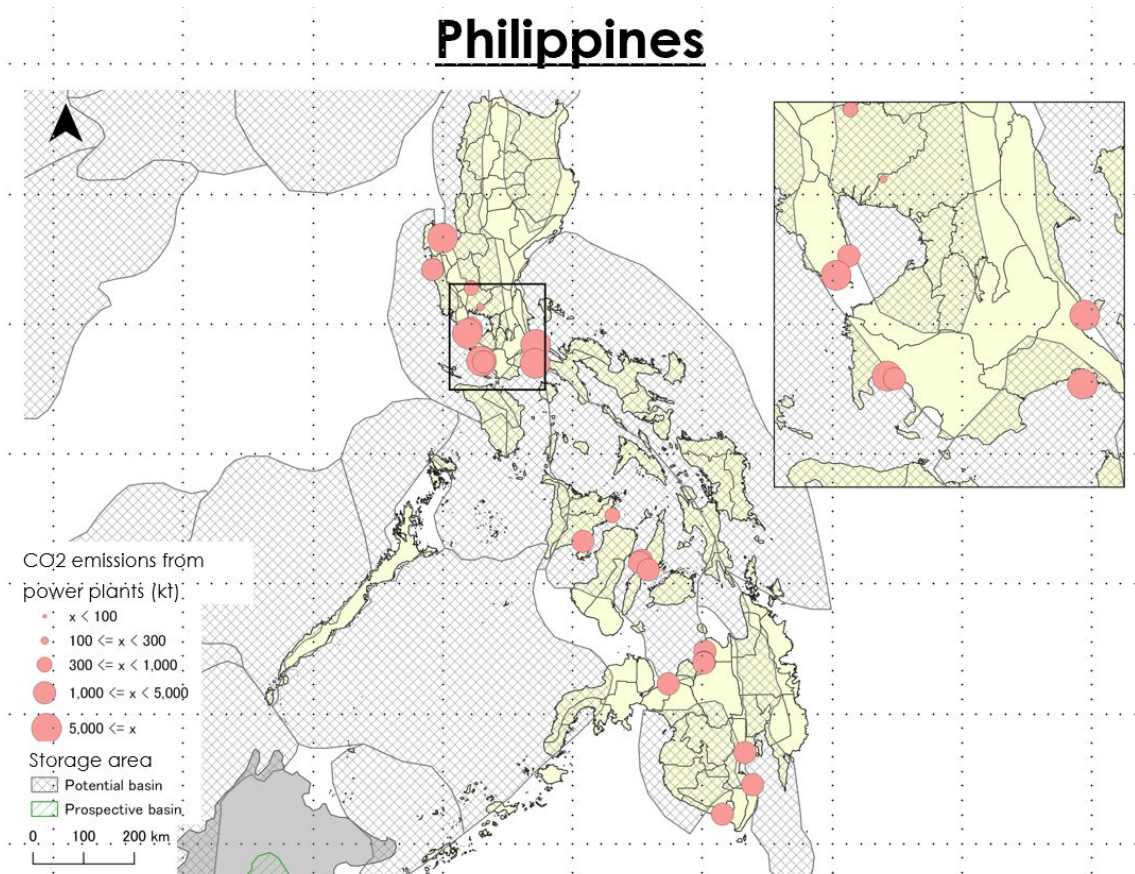 Philippines
CO2 emissions from
power plants (kt)
x < 100
100 <= x < 300
300 <= x < 1,000
1,000 <= x < 5,000
5,000 <= x
Storage area
Potential basin
Prospective basin
0 100 200 km